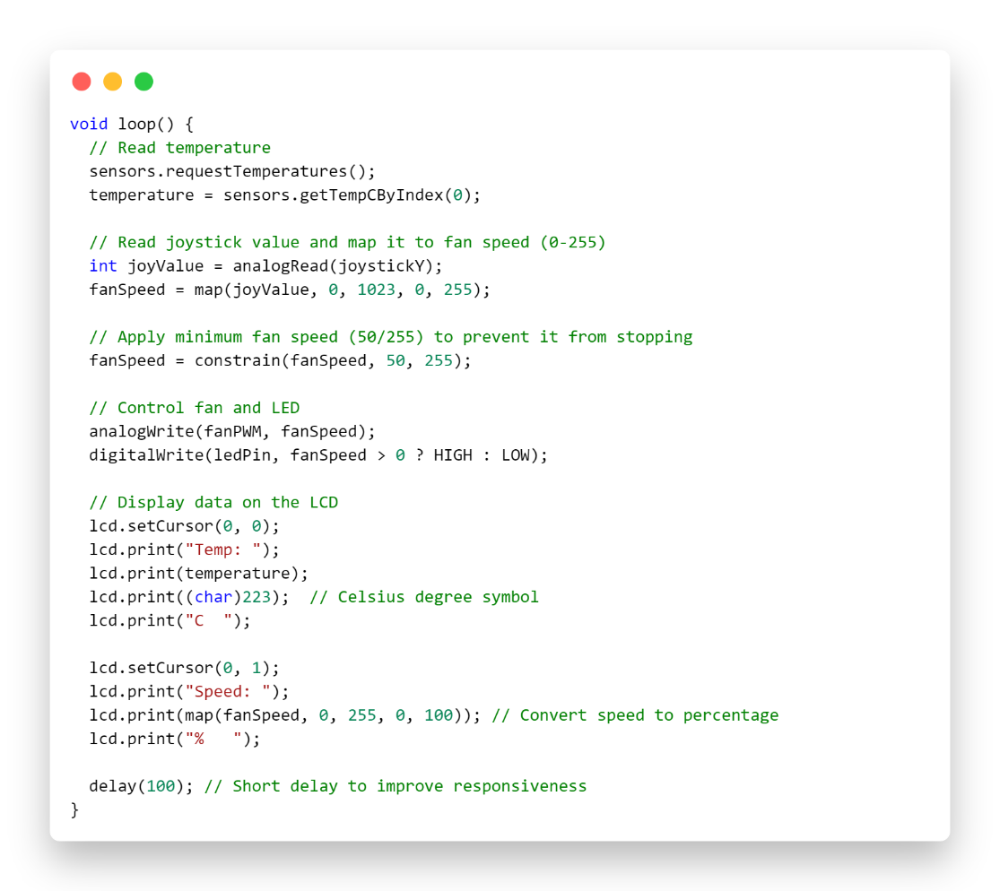 void loop() {
  // Read temperature
  sensors.requestTemperatures();
  temperature = sensors.getTempCByIndex(0);

  // Read joystick value and map it to fan speed (0-255)
  int joyValue = analogRead(joystickY);
  fanSpeed = map(joyValue, 0, 1023, 0, 255);

  // Apply minimum fan speed (50/255) to prevent it from stopping
  fanSpeed = constrain(fanSpeed, 50, 255);

  // Control fan and LED
  analogWrite(fanPWM, fanSpeed);
  digitalWrite(ledPin, fanSpeed > 0 ? HIGH : LOW);

  // Display data on the LCD
  lcd.setCursor(0, 0);
  lcd.print("Temp: ");
  lcd.print(temperature);
  lcd.print((char)223);  // Celsius degree symbol
  lcd.print("C  ");

  lcd.setCursor(0, 1);
  lcd.print("Speed: ");
  lcd.print(map(fanSpeed, 0, 255, 0, 100)); // Convert speed to percentage
  lcd.print("%   ");

  delay(100); // Short delay to improve responsiveness
}